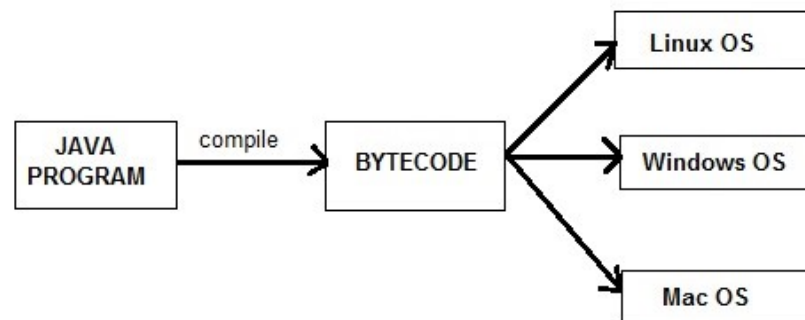 JAVA
PROGRAM
compile
BYTECODE
Linux OS
Windows OS
Mac OS